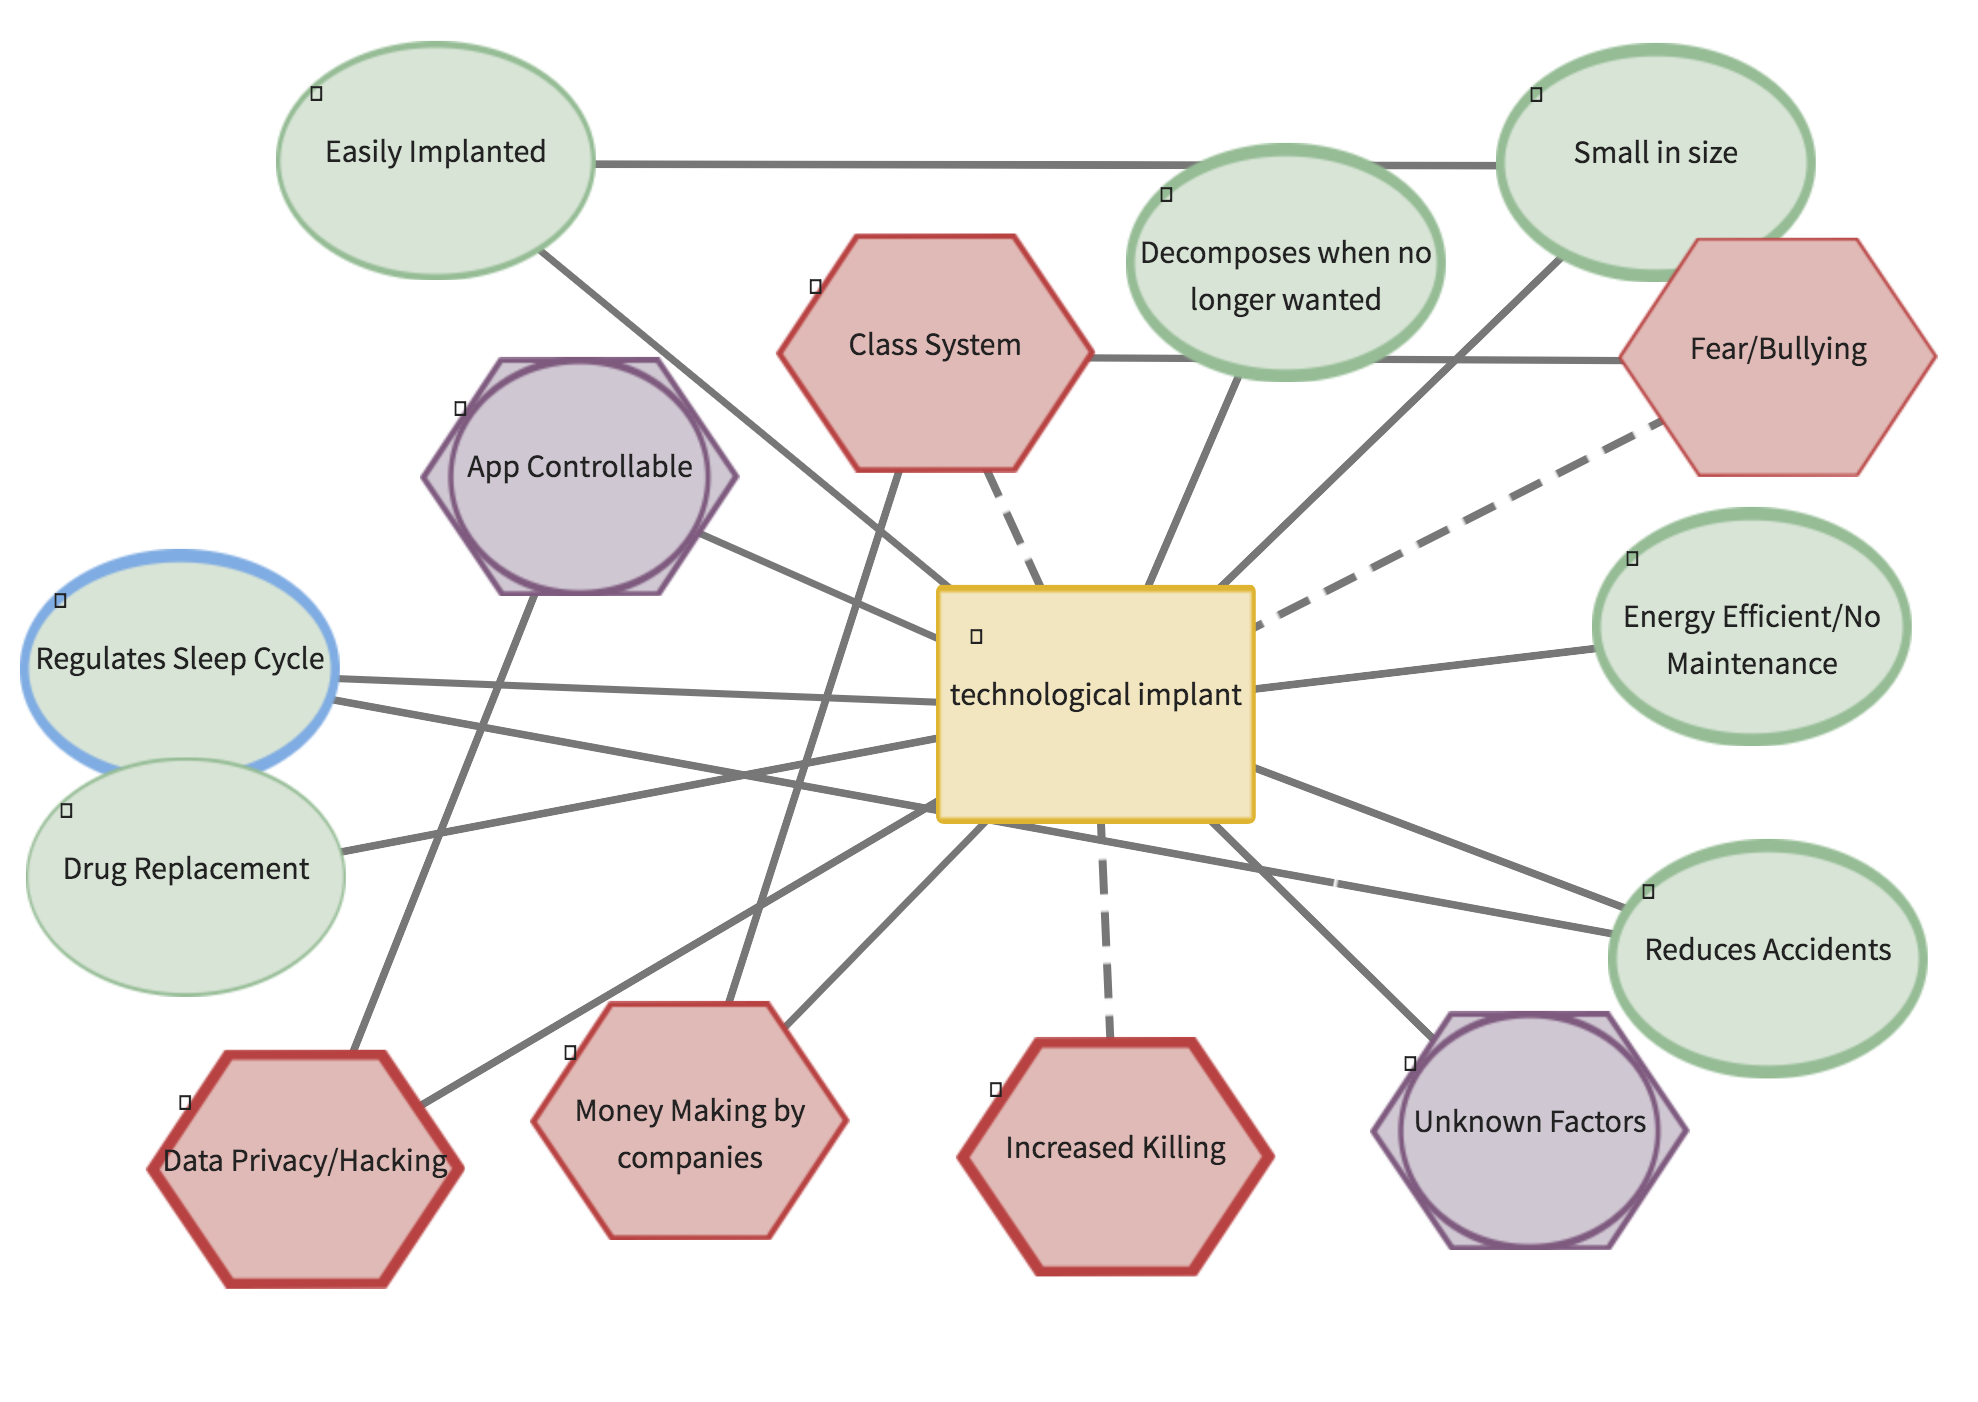 Easily Implanted
Small in size
Decomposes when no
longer wanted
Class System
Fear/Bullying
App Controllable
Energy Efficient/No
Maintenance
Regulates Sleep Cycle
technological implant
Drug Replacement
Reduces Accidents
Money Making by
companies
Unknown Factors
Increased Killing
Data Privacy/Hacking